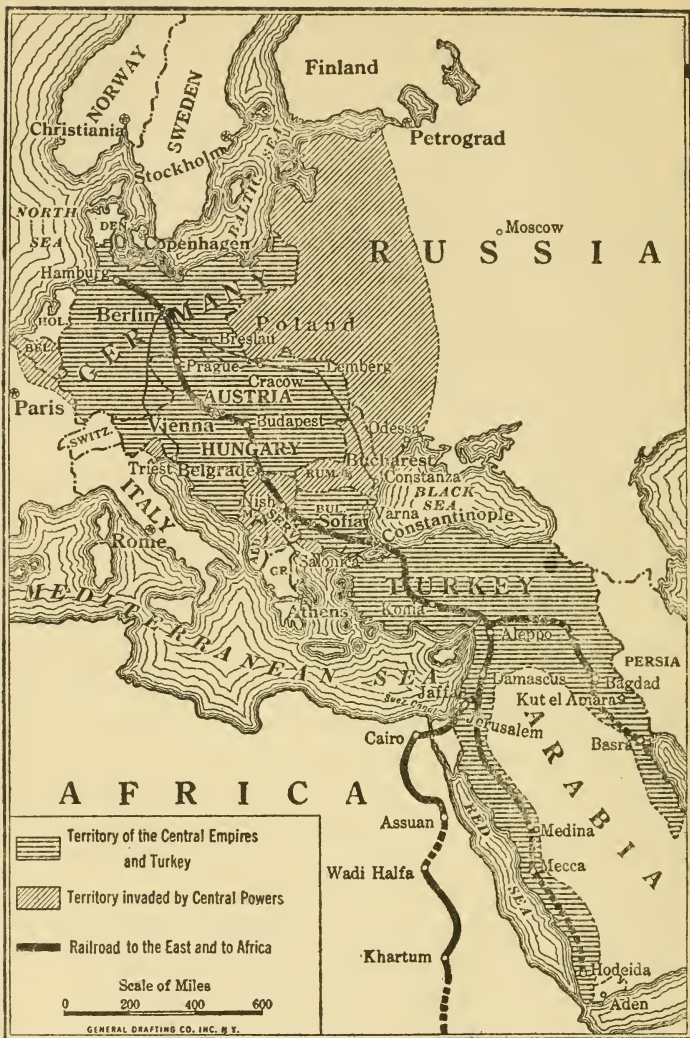 NORWAY
SWEDEN
Finland
Christiania
Stockholm
Petrograd
BALTIC SEA
NORTH
SEA
DEN.
Copenhagen
Moscow
RUSSIA
Hamburg
HOL.
Berlin
GERMANY
Poland
BEL.
Breslau
Prague
Lemberg
Cracow
AUSTRIA
Paris
Vienna
Budapest
Odessa
SWITZ.
HUNGARY
Triest
Belgrade
RUM.
Bucharest
Constanza
ITALY
Nish
SERV.
BUL.
BLACK
SEA
Sofia
Varna
Constantinople
Rome
Salonica
GR.
TURKEY
MEDITERRANEAN SEA
Athens
Konia
Aleppo
PERSIA
Damascus
Bagdad
Jaffa
Kut el Amara
Suez Canal
Jerusalem
Cairo
ARABIA
Basra
AFRICA
Assuan
RED
SEA
Medina
Wadi Halfa
Mecca
Khartum
Hodeida
Aden
Territory of the Central Empires
and Turkey
Territory invaded by Central Powers
Railroad to the East and to Africa
Scale of Miles
0 200 400 600
GENERAL DRAFTING CO. INC. N.Y.